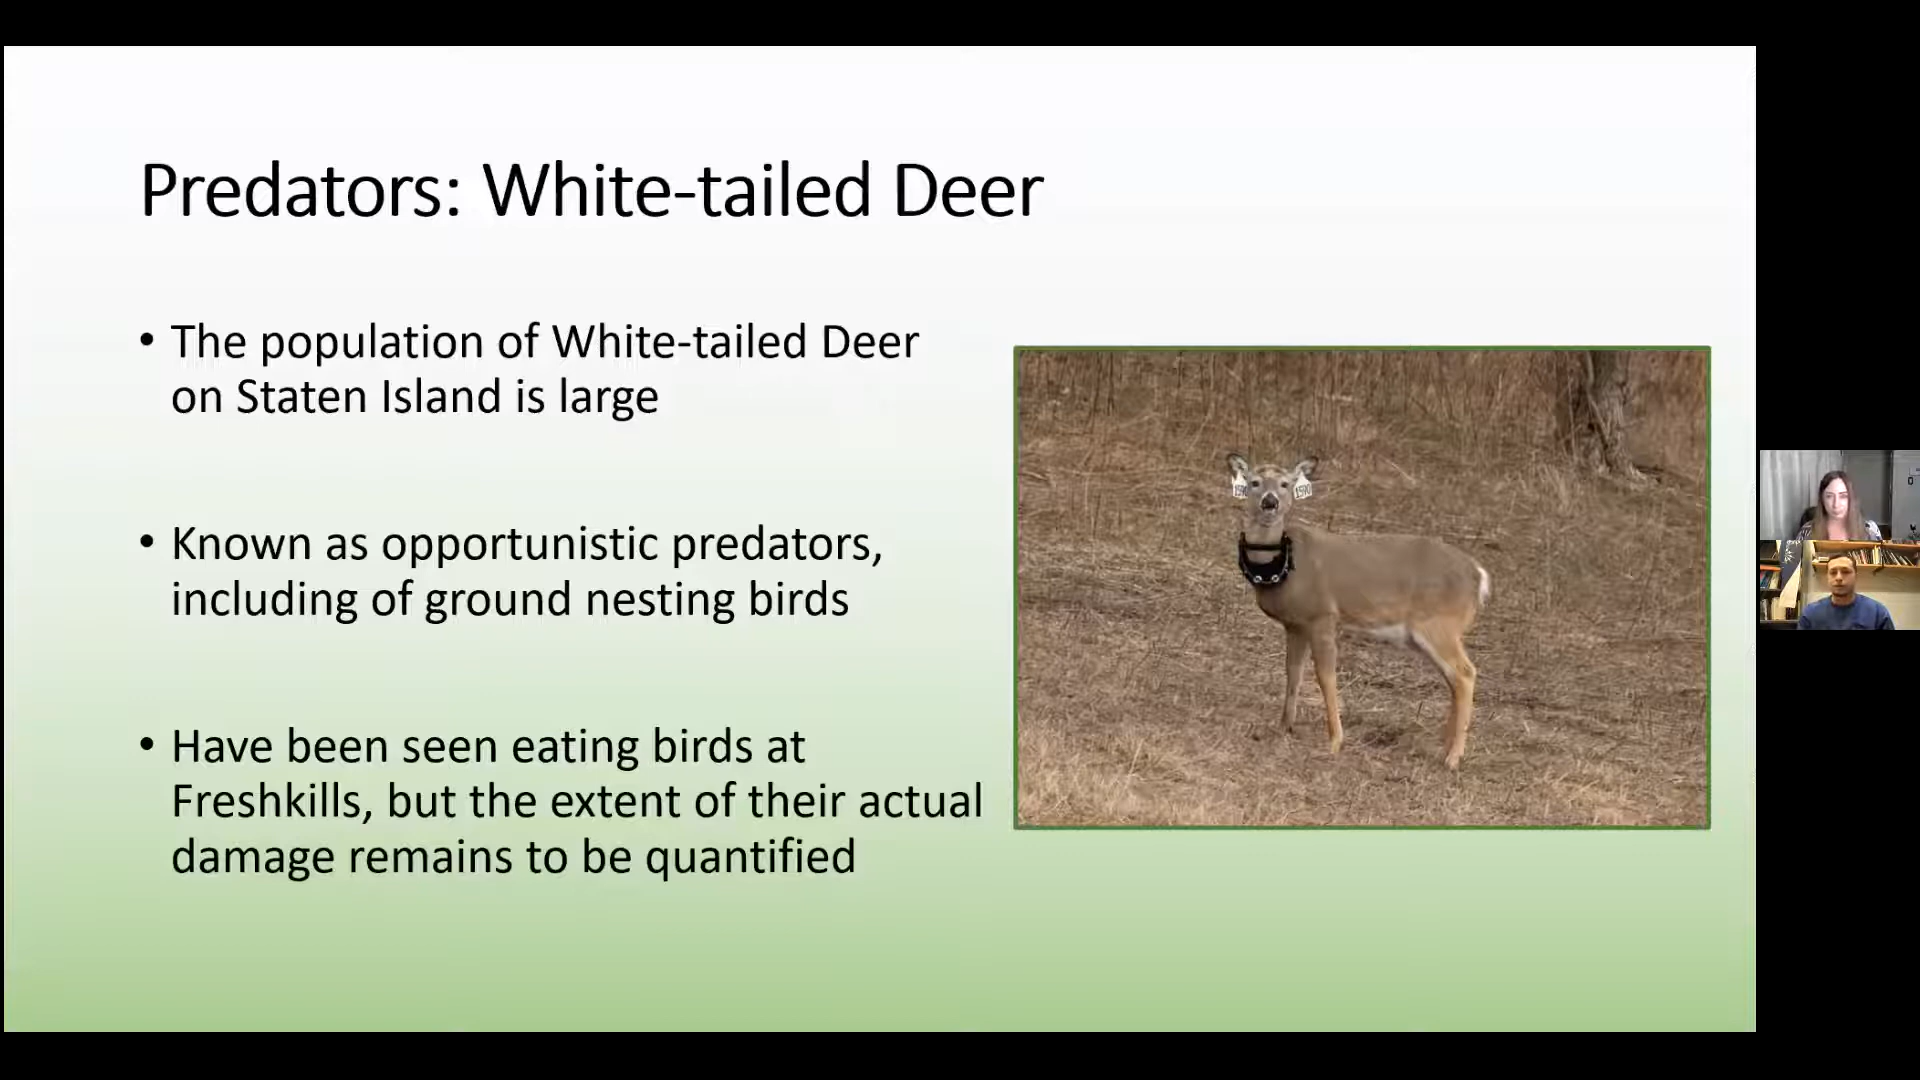 Predators: White-tailed Deer
• The population of White-tailed Deer
on Staten Island is large
• Known as opportunistic predators,
including of ground nesting birds
• Have been seen eating birds at
Freshkills, but the extent of their actual
damage remains to be quantified